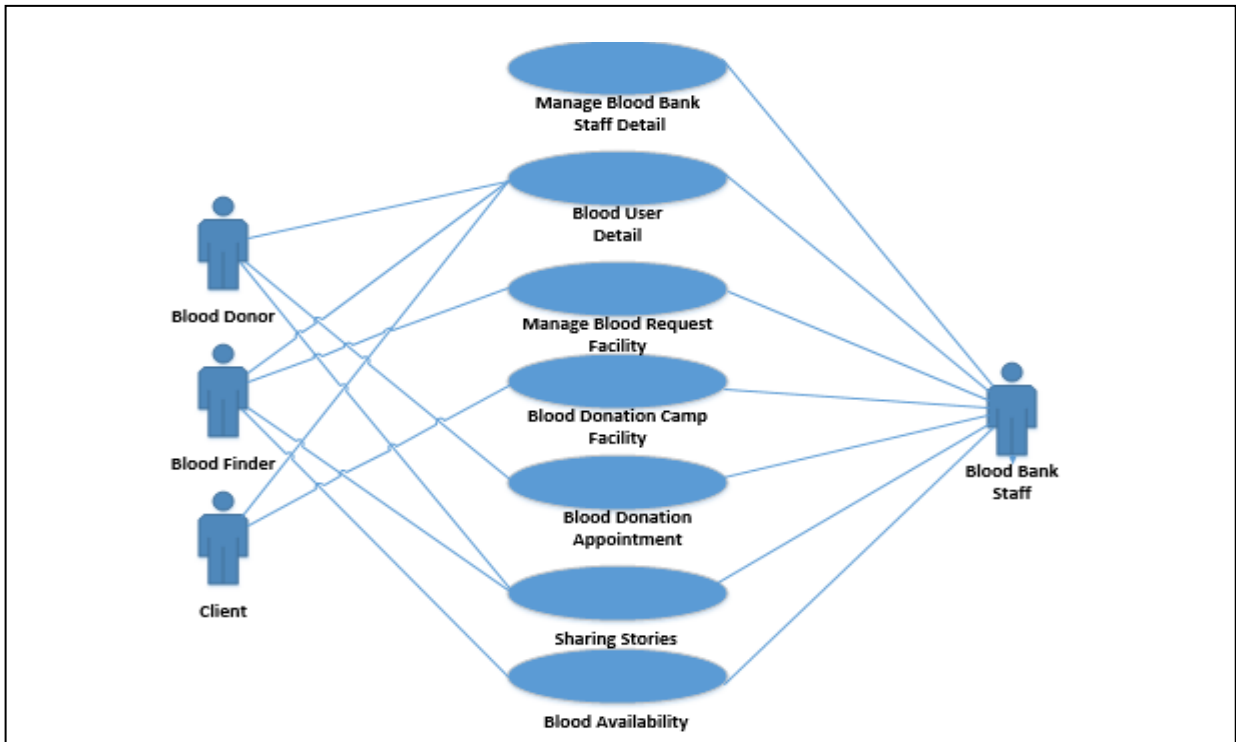 Manage Blood Bank
Staff Detail
Blood User
Detail
Blood Donor
Manage Blood Request
Facility
Blood Donation Camp
Facility
Blood Finder
Blood Bank
Staff
Blood Donation
Appointment
Client
Sharing Stories
Blood Availability